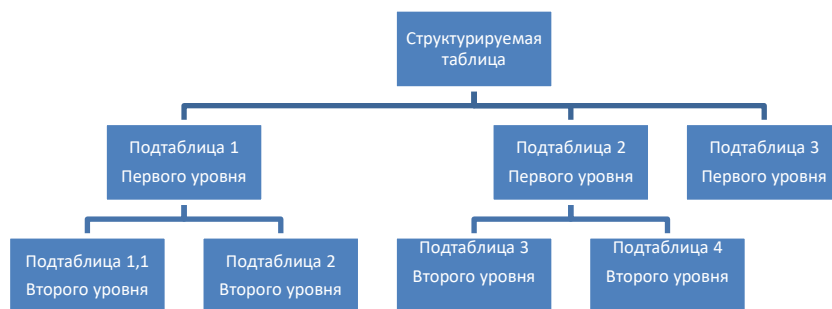 Структурируемая
таблица
Подтаблица 1
Первого уровня
Подтаблица 2
Первого уровня
Подтаблица 3
Первого уровня
Подтаблица 1,1
Второго уровня
Подтаблица 2
Второго уровня
Подтаблица 3
Второго уровня
Подтаблица 4
Второго уровня